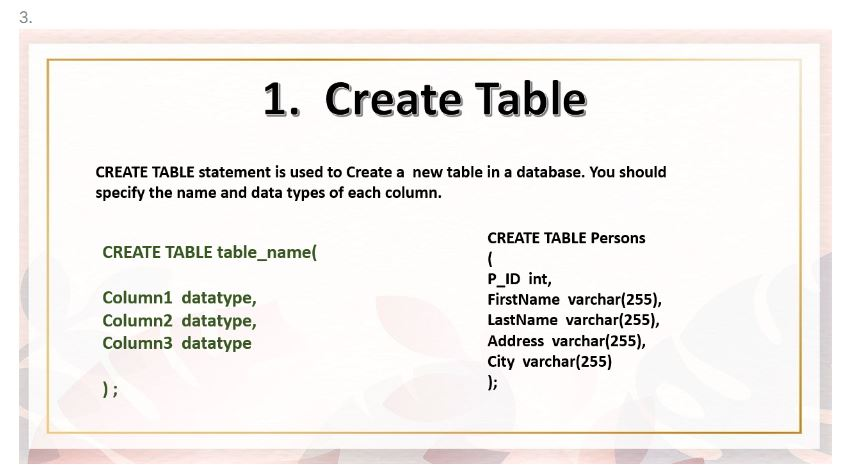 3.
1. Create Table
CREATE TABLE statement is used to Create a new table in a database. You should
specify the name and data types of each column.
CREATE TABLE table_name(
Column1 datatype,
Column2 datatype,
Column3 datatype
) ;
CREATE TABLE Persons
(
P_ID int,
FirstName varchar(255),
LastName varchar(255),
Address varchar(255),
City varchar(255)
);